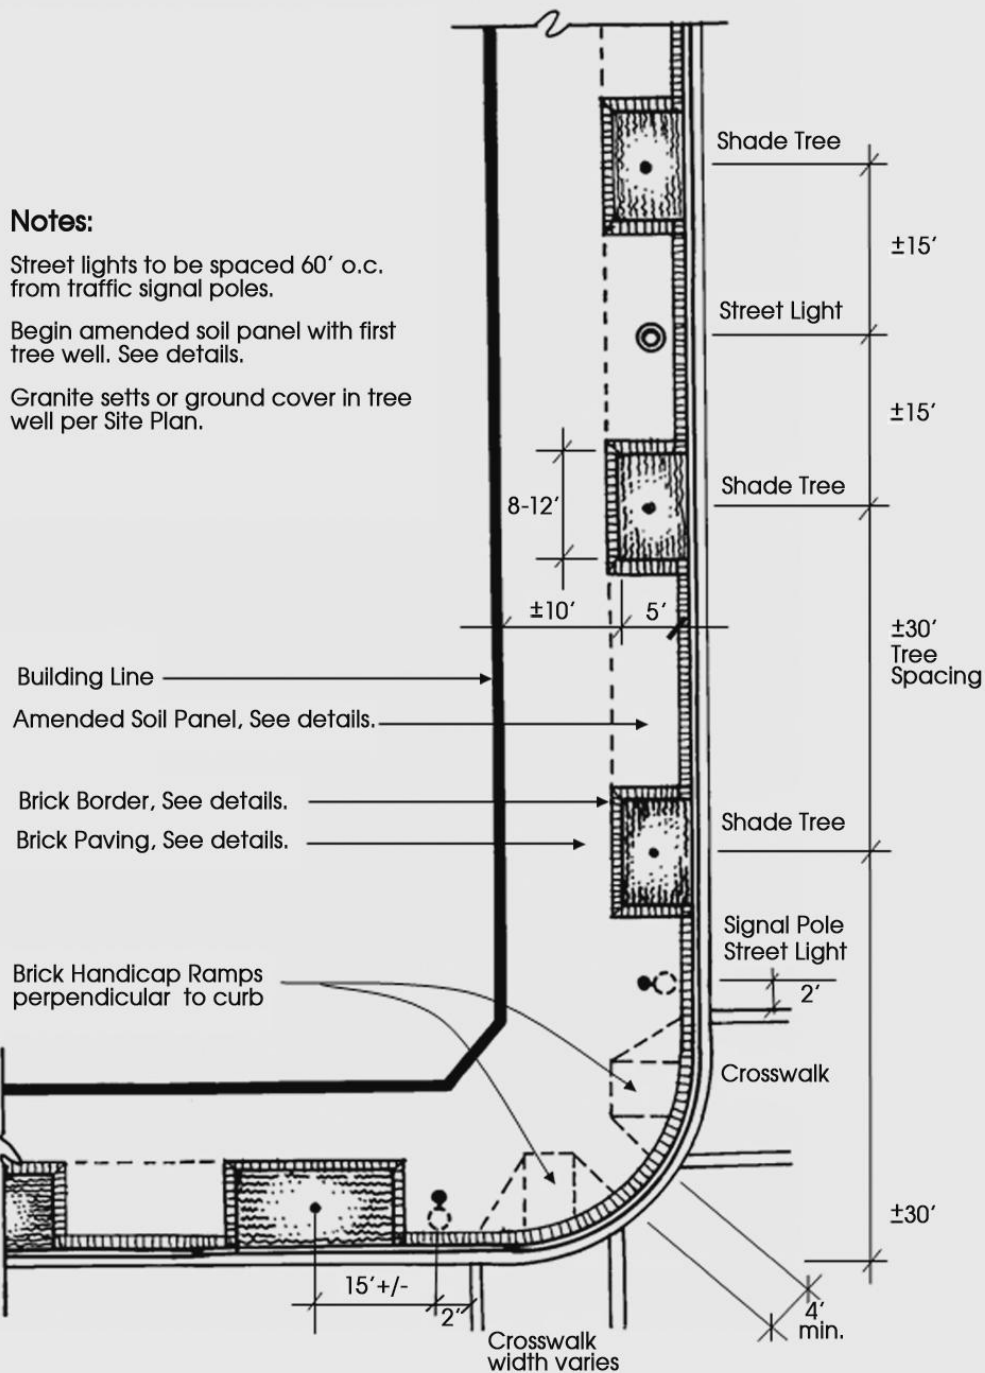 Notes:
Street lights to be spaced 60′ o.c.
from traffic signal poles.
Begin amended soil panel with first
tree well. See details.
Granite setts or ground cover in tree
well per Site Plan.
Shade Tree
±15′
Street Light
±15′
Shade Tree
8-12′
±10′
5′
±30′
Tree
Spacing
Building Line
Amended Soil Panel, See details.
Brick Border, See details.
Brick Paving, See details.
Shade Tree
Signal Pole
Street Light
2′
Brick Handicap Ramps
perpendicular to curb
Crosswalk
±30′
15′+/-
2′
4′
min.
Crosswalk
width varies